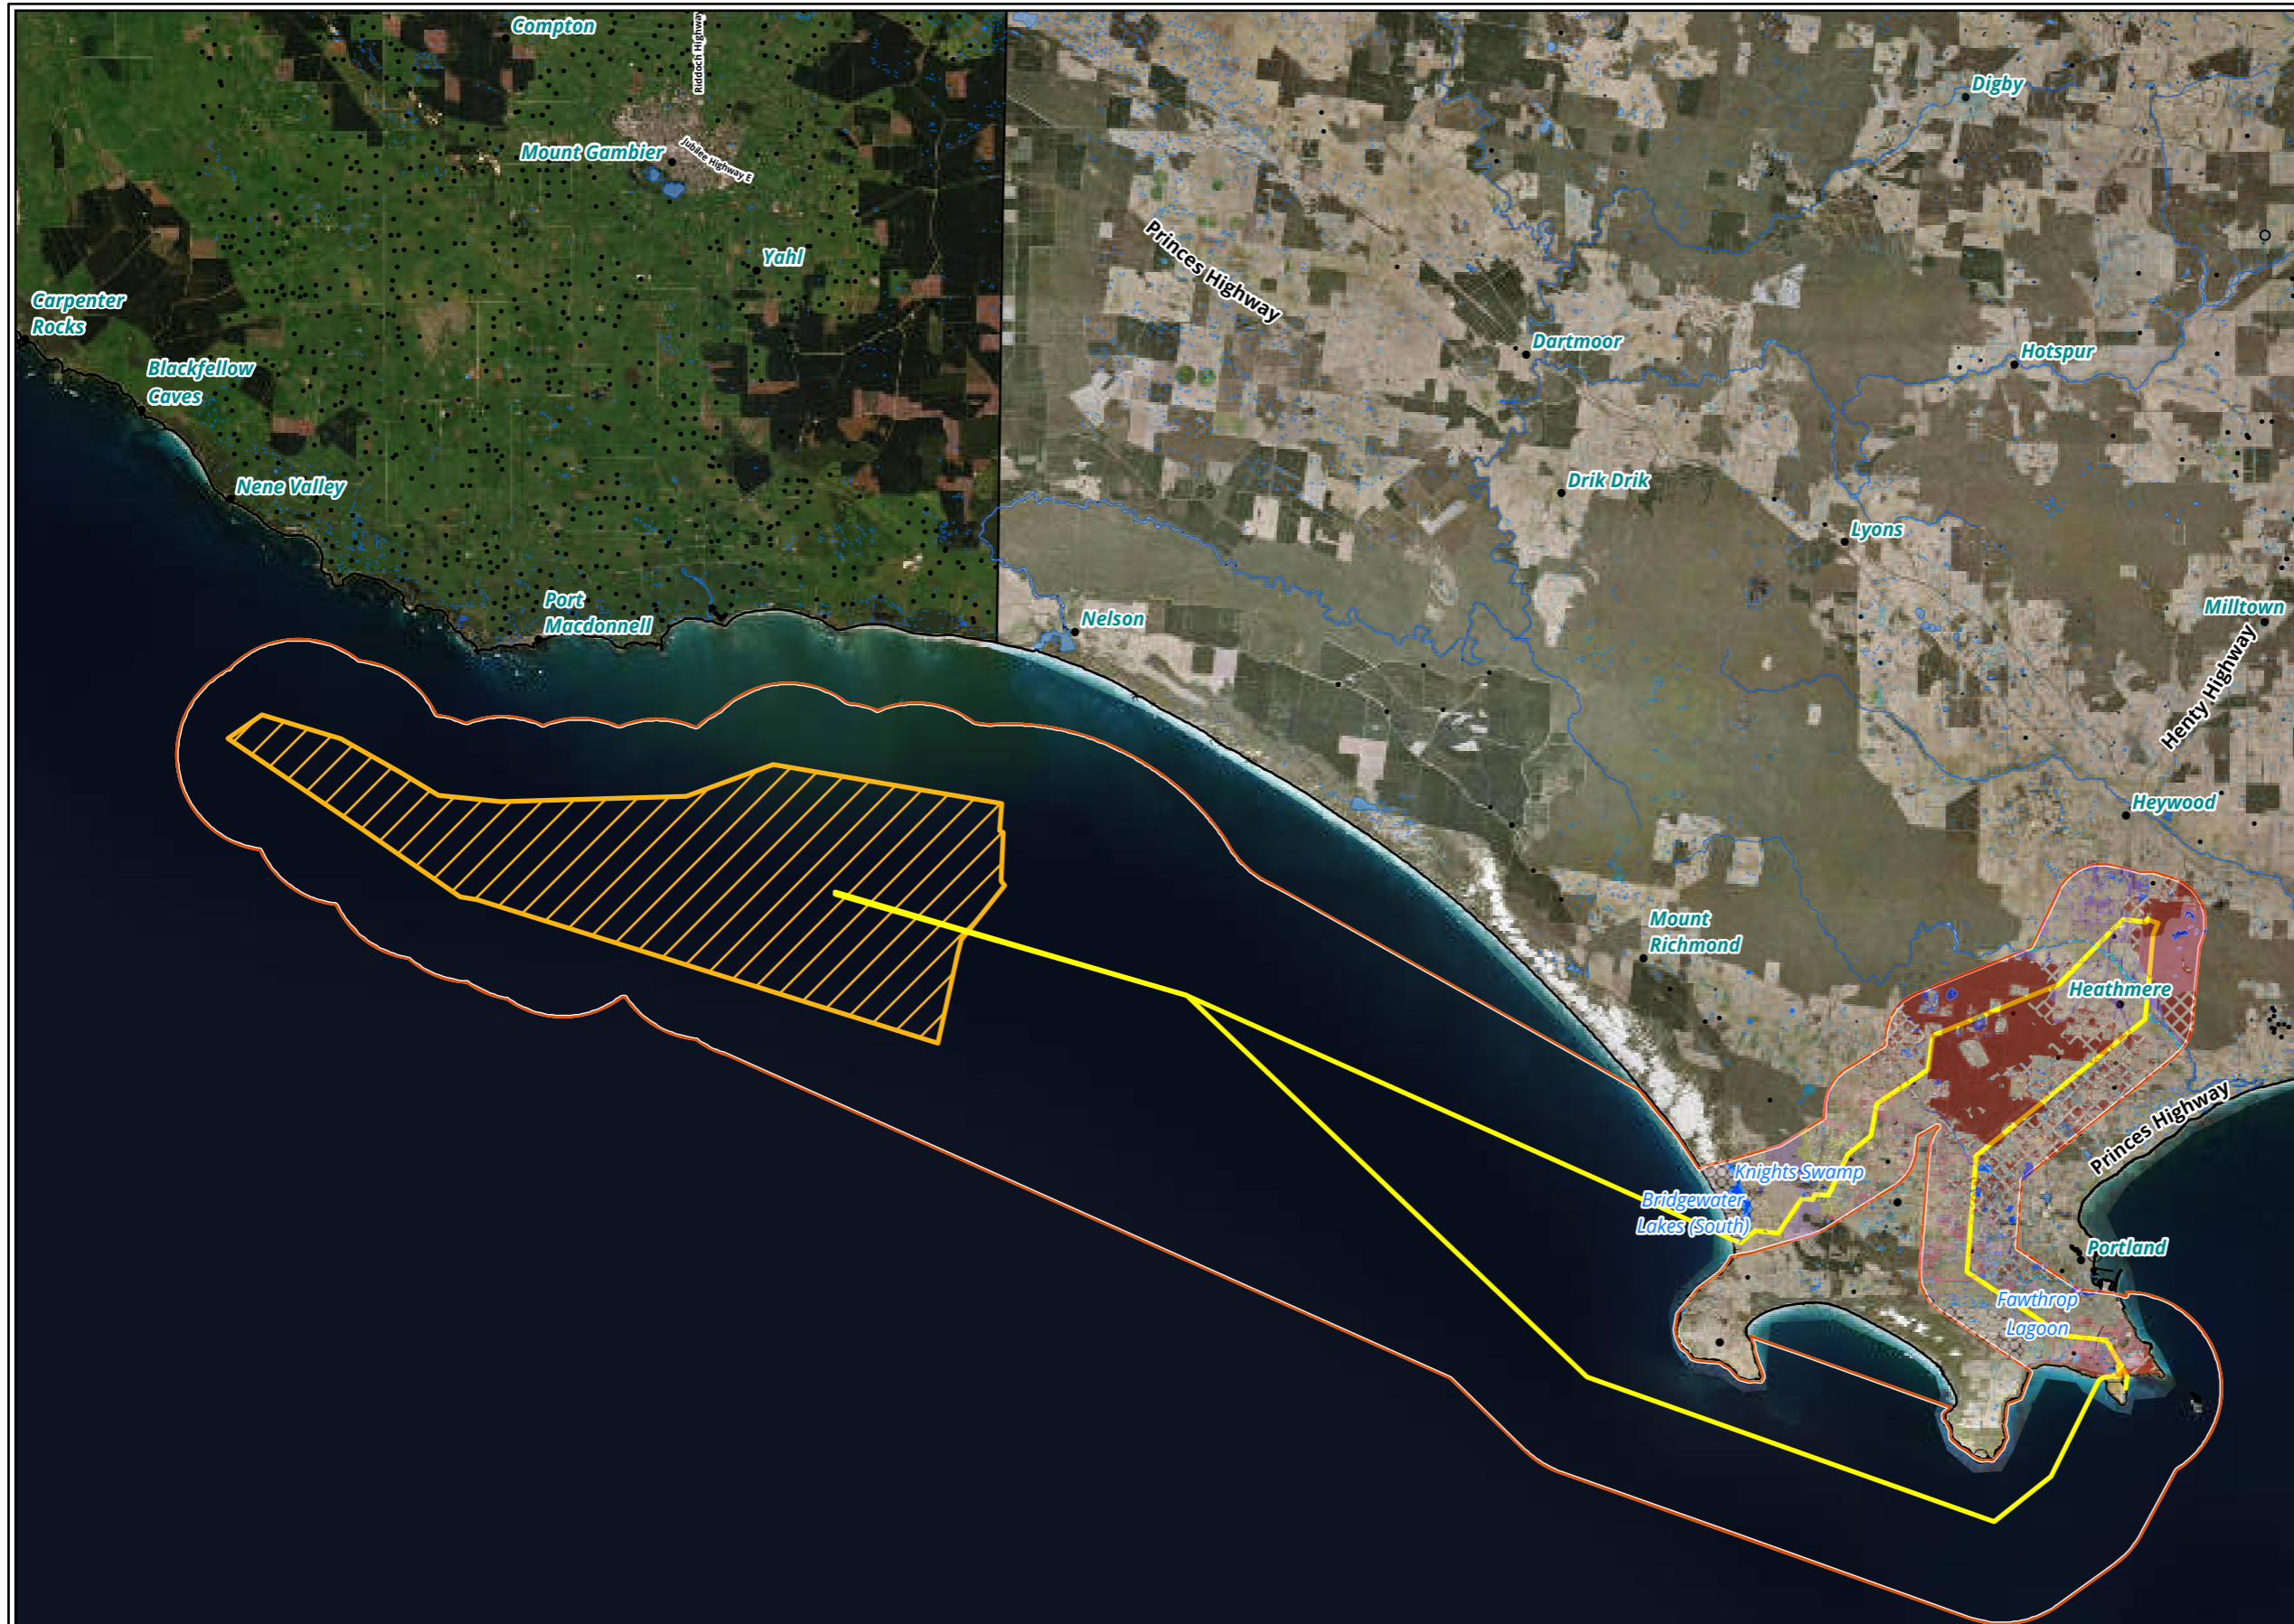 Compton
Riddoch Highway
Digby
Mount Gambier
Jubilee Highway E
Yahl
Princes Highway
Carpenter
Rocks
Dartmoor
Hotspur
Blackfellow
Caves
Nene Valley
Drik Drik
Lyons
Port
Macdonnell
Nelson
Milltown
Henty Highway
Heywood
Mount
Richmond
Heathmere
Princes Highway
Knights Swamp
Bridgewater
Lakes (South)
Portland
Fawthrop
Lagoon